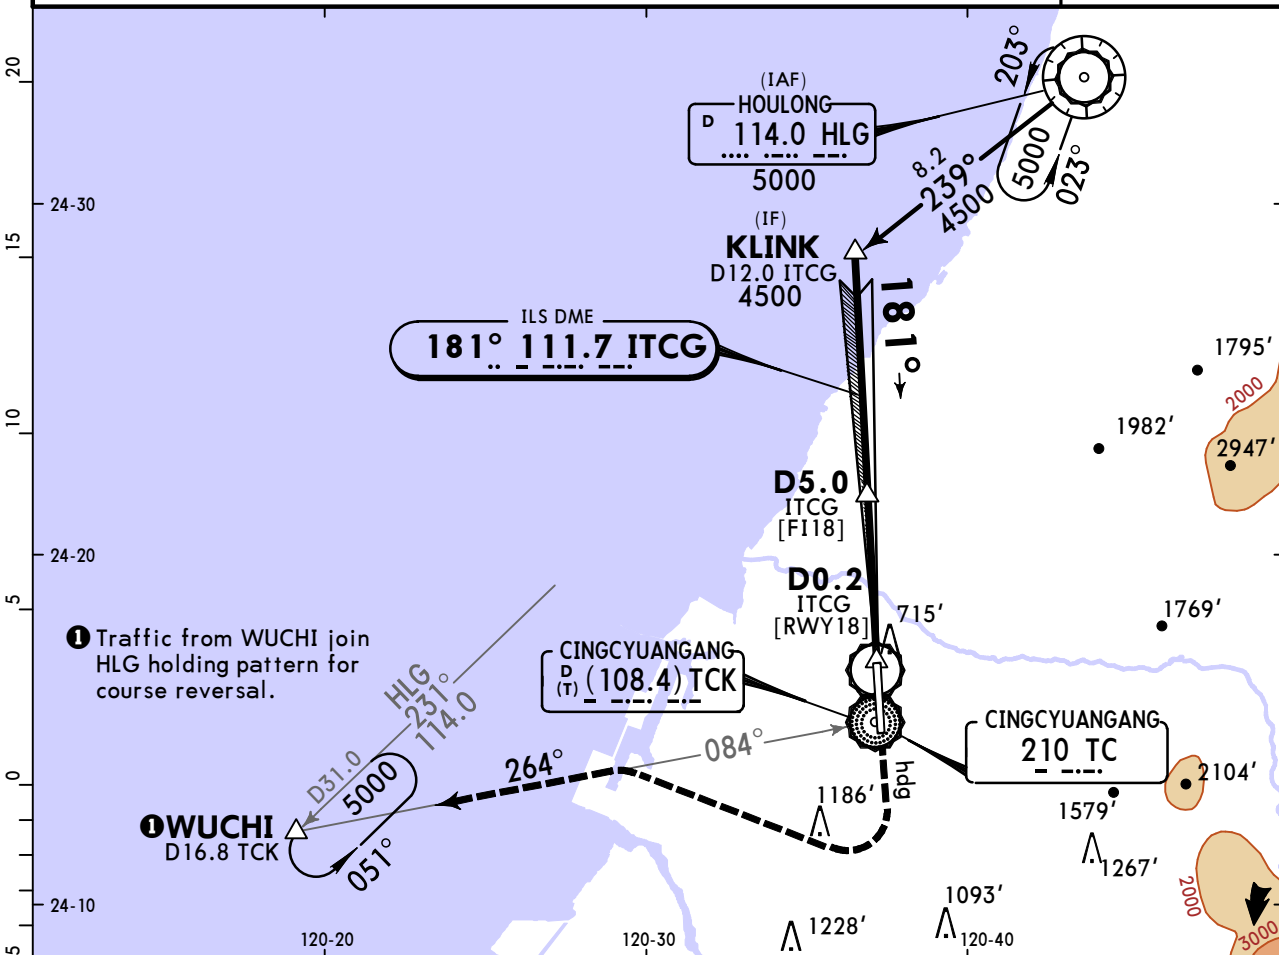 20
15
10
5
0
5
24-30
24-20
24-10
120-20
120-30
120-40
(IAF)
HOULONG
D 114.0 HLG
5000
203°
5000
023°
8.2
239°
4500
(IF)
KLINK
D12.0 ITCG
4500
181°
ILS DME
181° 111.7 ITCG
1795′
2000
1982′
2947′
D5.0
ITCG
[FI18]
D0.2
ITCG
[RWY18]
715′
1769′
1 Traffic from WUCHI join
HLG holding pattern for
course reversal.
HLG
231°
114.0
CINGCYUANGANG
D
(T) (108.4) TCK
CINGCYUANGANG
210 TC
084°
264°
hdg
D31.0
5000
1WUCHI
D16.8 TCK
051°
1186′
2104′
1579′
1267′
2000
3000
1093′
1228′